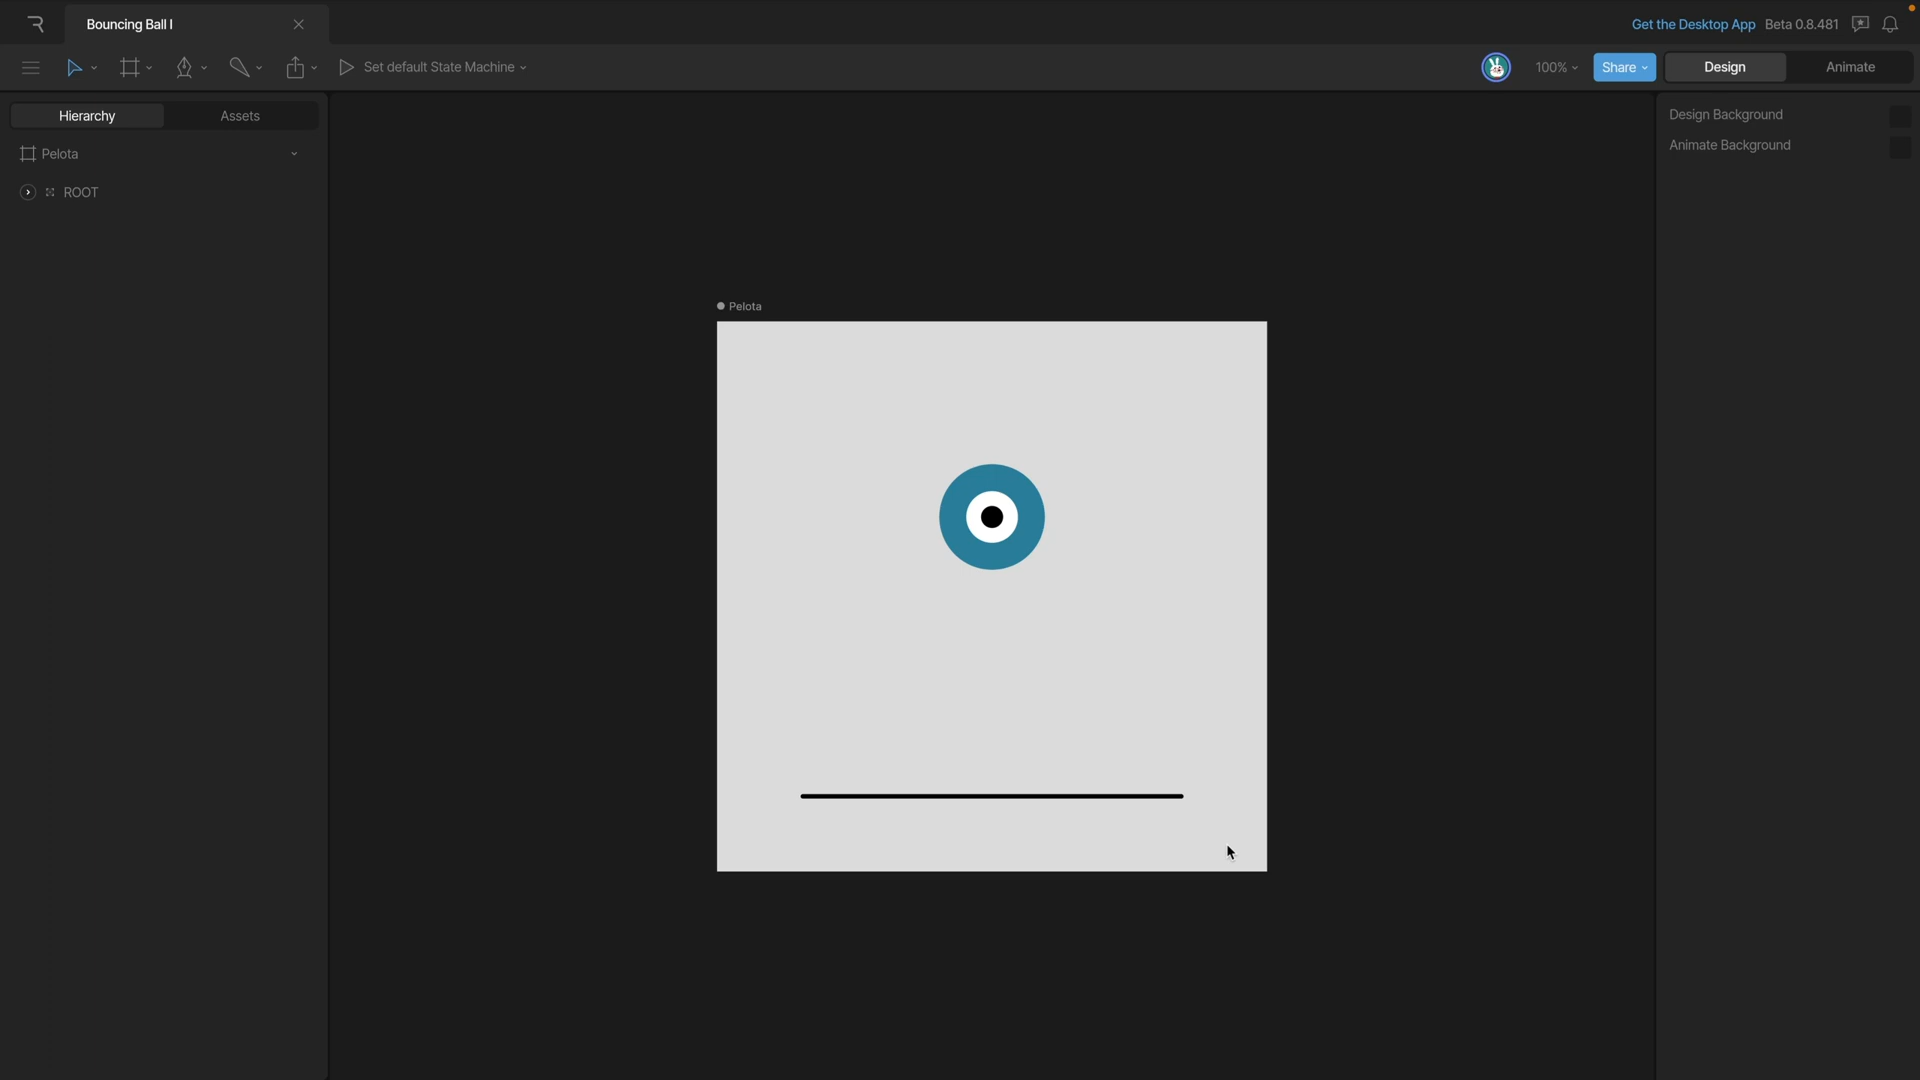 Bouncing Ball I
Get the Desktop App Beta 0.8.481
Set default State Machine
100%
Share
Design
Animate
Hierarchy
Assets
Pelota
ROOT
Pelota
Design Background
Animate Background